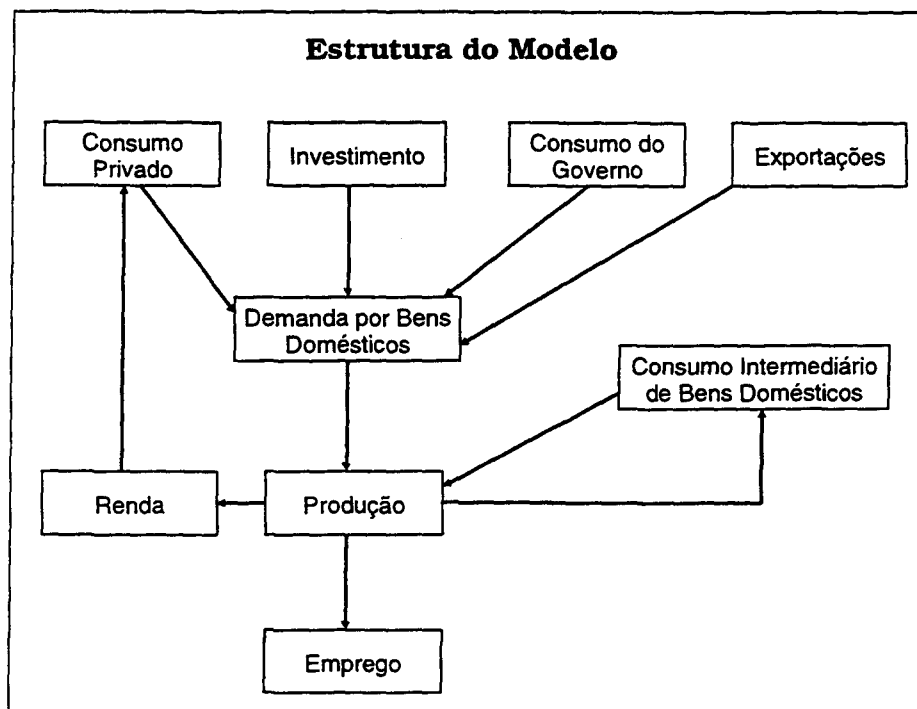 Estrutura do Modelo
Consumo
Privado
Investimento
Consumo do
Governo
Exportações
Demanda por Bens
Domésticos
Consumo Intermediário
de Bens Domésticos
Renda
Produção
Emprego